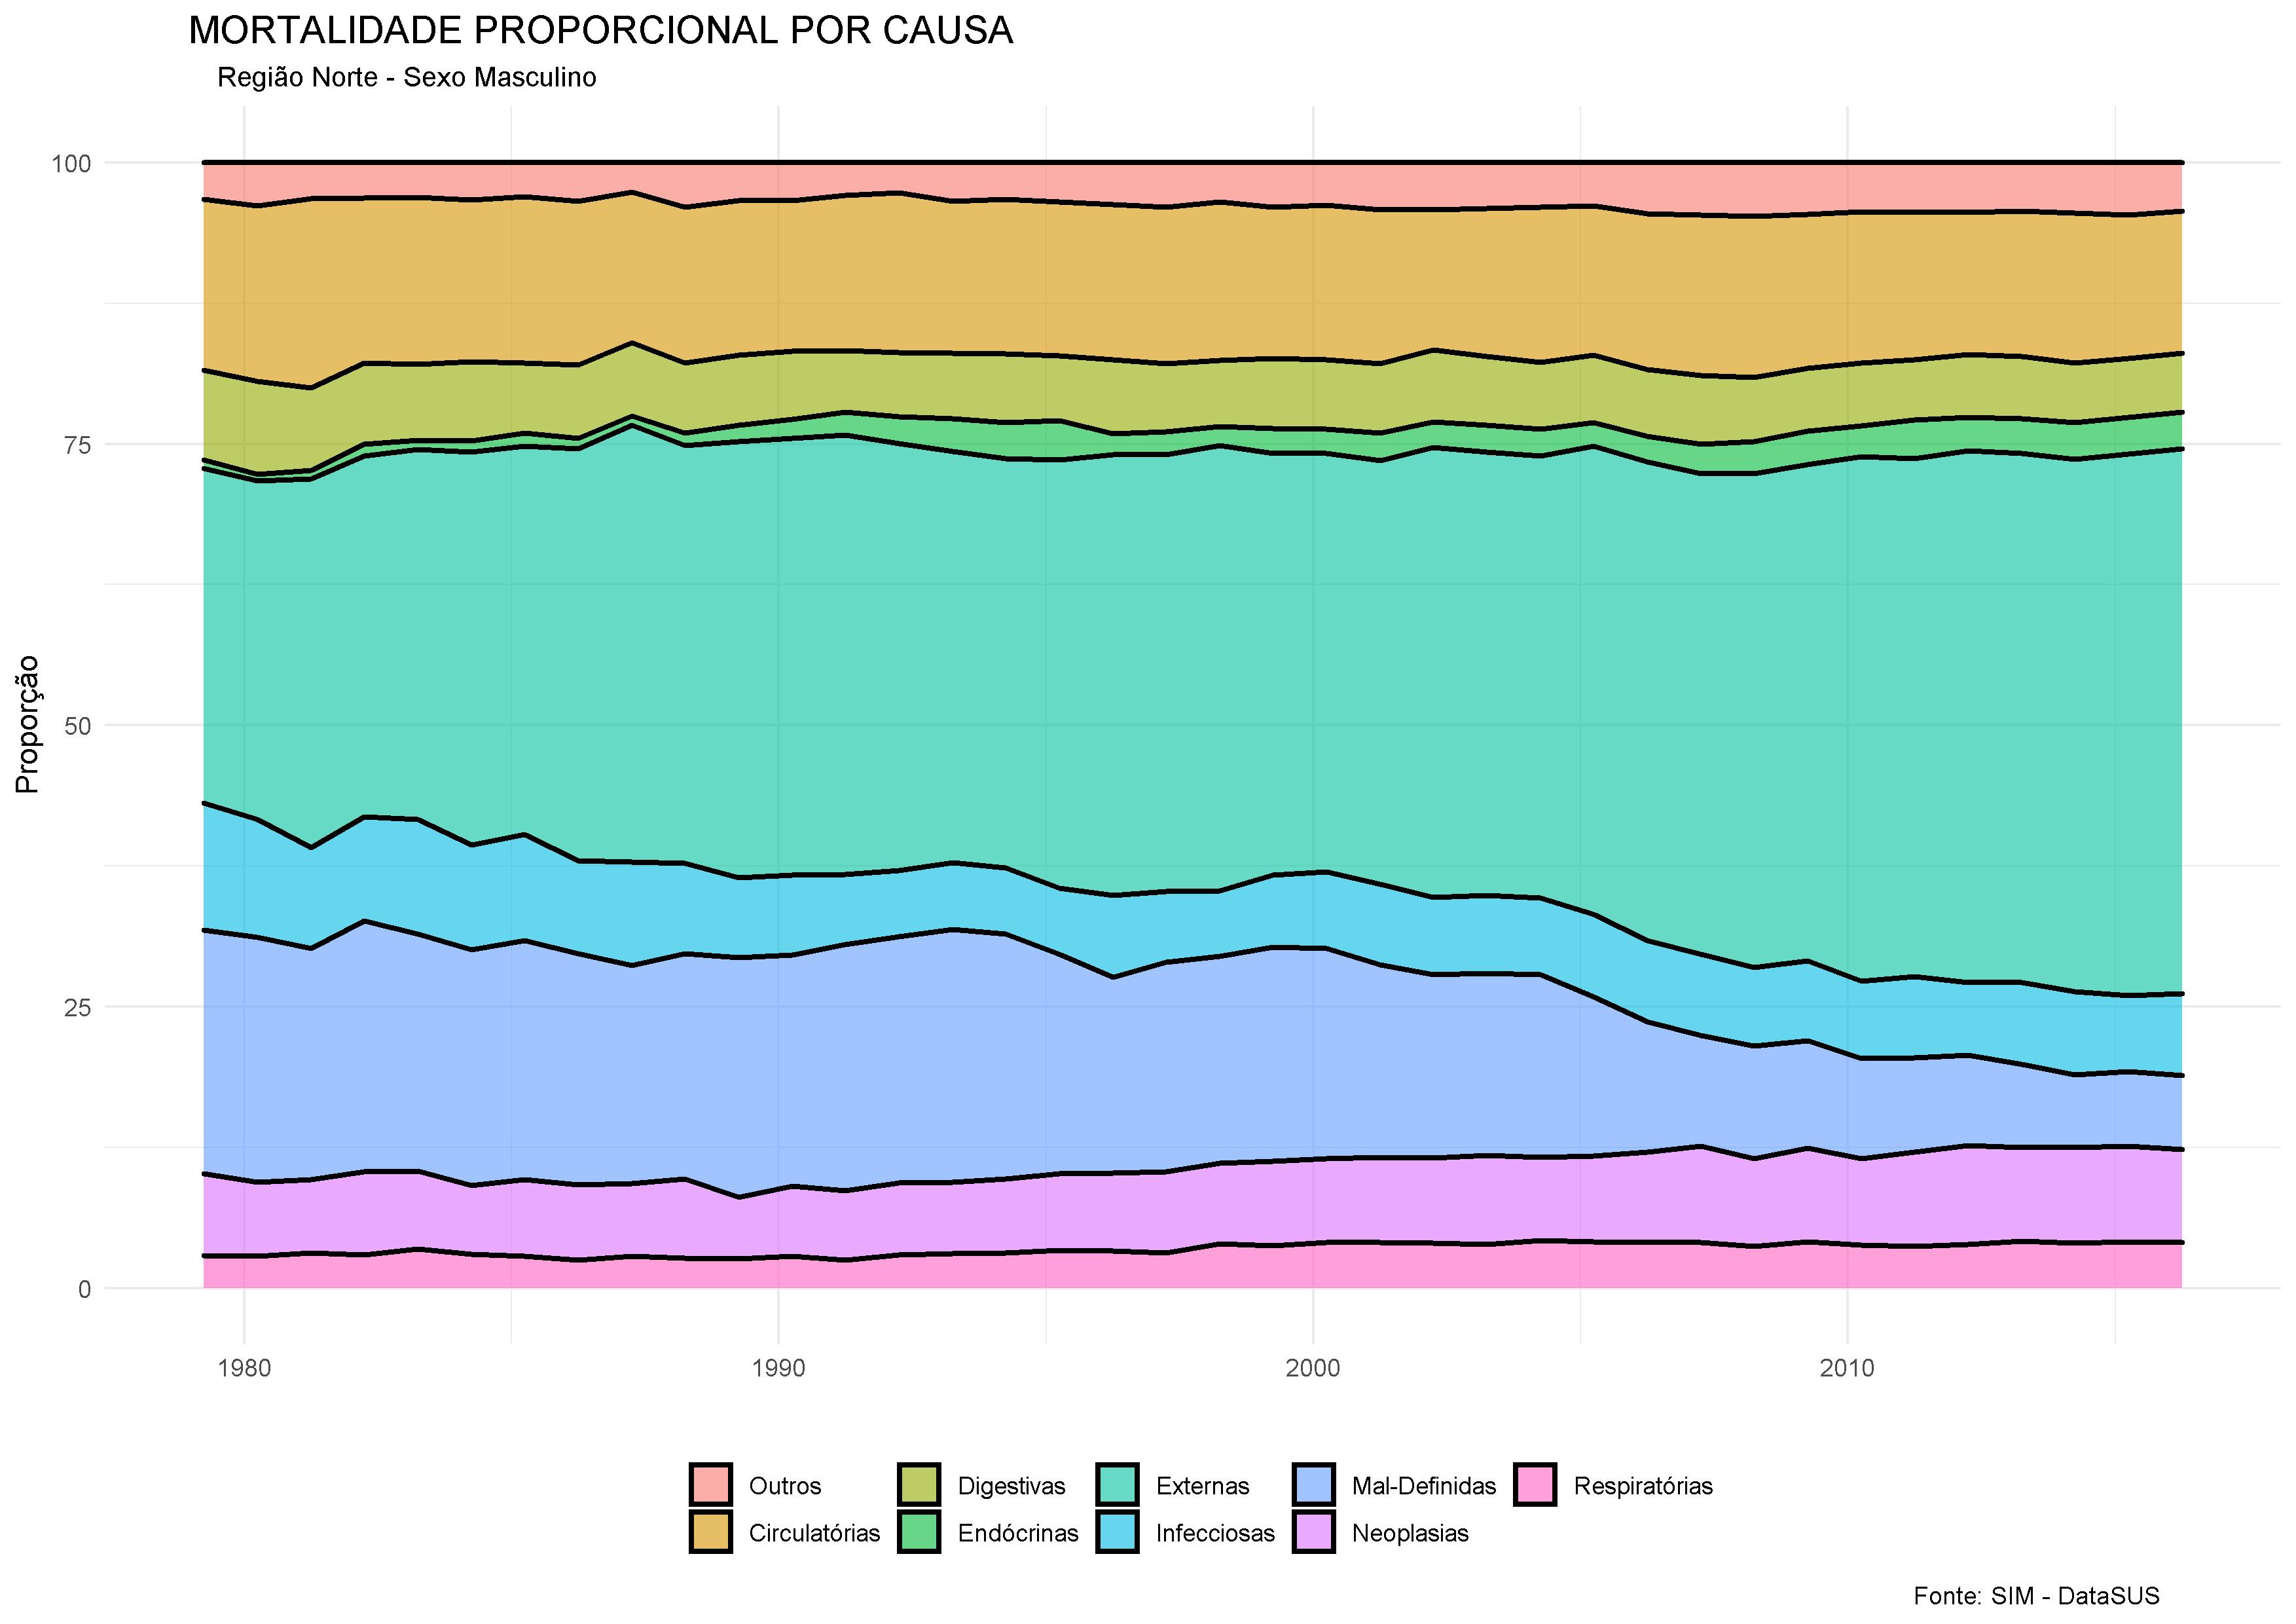 MORTALIDADE PROPORCIONAL POR CAUSA
Região Norte - Sexo Masculino
Proporção
100
75
50
25
0
1980 1990 2000 2010
Outros Digestivas Externas Mal-Definidas Respiratórias
Circulatórias Endócrinas Infecciosas Neoplasias
Fonte: SIM - DataSUS